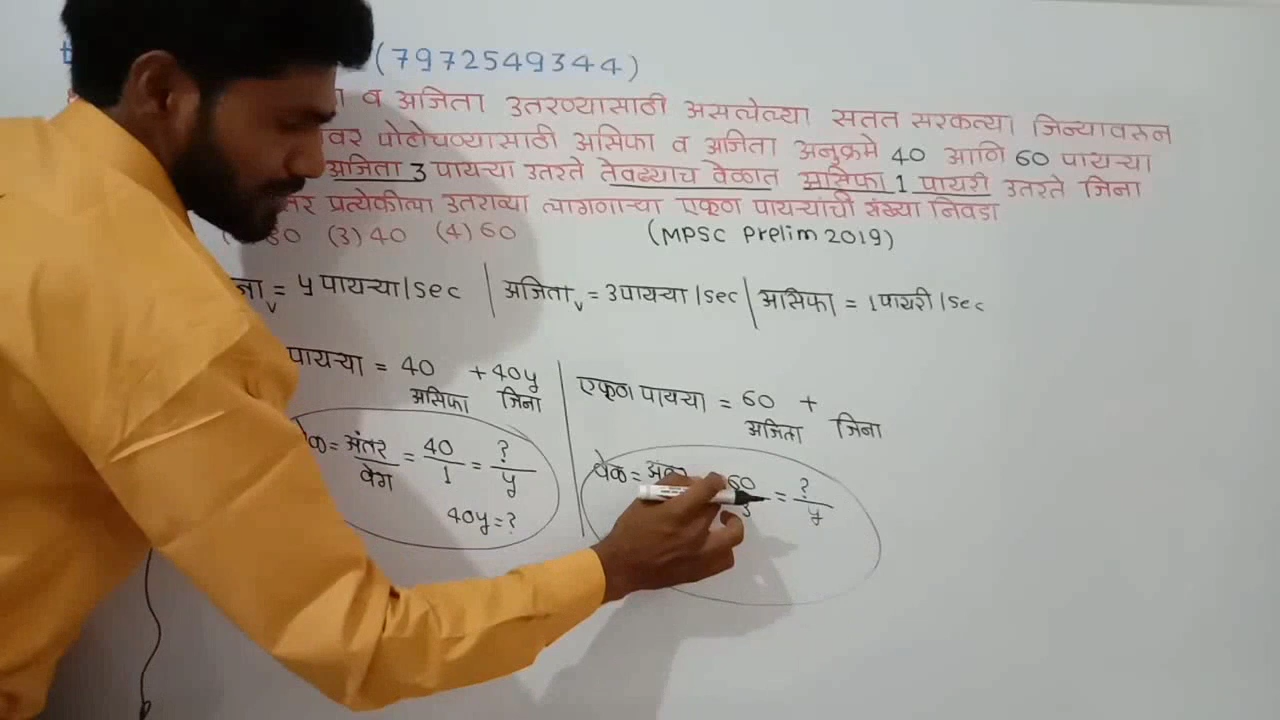 (7972549344)
व अजिता उतरण्यासाठी असलेल्या सतत सरकत्या जिन्यावरुन
वर पोहोचण्यासाठी असिफा व अजिता अनुक्रमे 40 आणि 60 पायऱ्या
अजिता 3 पायऱ्या उतरते तेवढ्याच वेळात आसिफा 1 पायरी उतरते जिना
तर प्रत्येकीला उतराव्या लागणाऱ्या एकूण पायऱ्यांची संख्या निवडा
(3) 40 (4) 60 (MPSC Prelim 2019)
v = y पायऱ्या/sec | अजिता v = 3 पायऱ्या/sec | आसिफा = 1 पायरी/sec
पायऱ्या = 40 + 40y
असिफा जिना
एकूण पायऱ्या = 60 +
अजिता जिना
= अंतर/वेग = 40/1 = ?/y
40y = ?
वेळ = 60/3 = ?/y